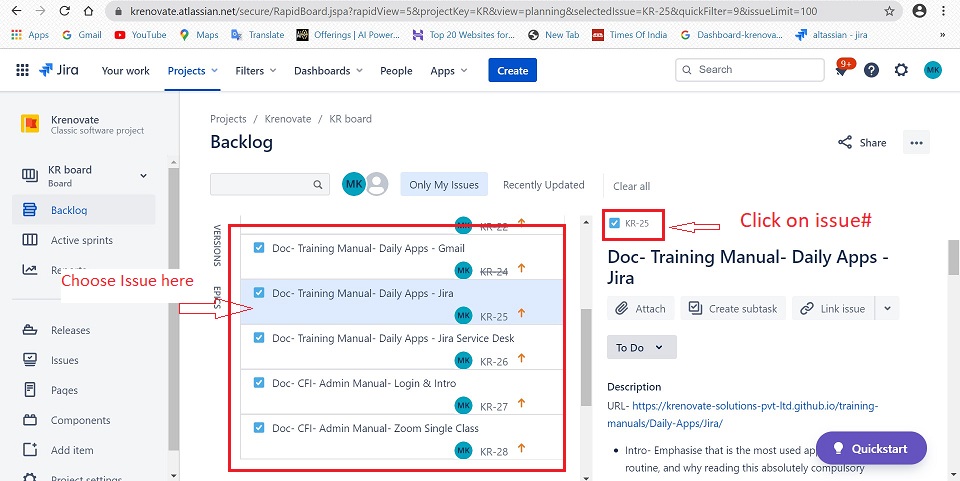 krenovate.atlassian.net/secure/RapidBoard.jspa?rapidView=5&projectKey=KR&view=planning&selectedIssue=KR-25&quickFilter=9&issueLimit=100
Apps Gmail YouTube Maps Translate Offerings | AI Power... Top 20 Websites for... New Tab Times Of India Dashboard-krenova... altassian - jira »
Jira Your work Projects Filters Dashboards People Apps Create Search 9+ MK
Krenovate
Classic software project
KR board
Board
Backlog
Active sprints
Reports
Releases
Issues
Pages
Components
Add item
Project settings
Projects / Krenovate / KR board
Backlog
Share
MK Only My Issues Recently Updated Clear all
VERSIONS
EPICS
Choose Issue here
MK KR-22
Doc- Training Manual- Daily Apps - Gmail
MK KR-24
Doc- Training Manual- Daily Apps - Jira
MK KR-25
Doc- Training Manual- Daily Apps - Jira Service Desk
MK KR-26
Doc- CFI- Admin Manual- Login & Intro
MK KR-27
Doc- CFI- Admin Manual- Zoom Single Class
MK KR-28
KR-25
Click on issue#
Doc- Training Manual- Daily Apps -
Jira
Attach Create subtask Link issue
To Do
Description
URL- https://krenovate-solutions-pvt-ltd.github.io/training-
manuals/Daily-Apps/Jira/
Intro- Emphasise that is the most used
routine, and why reading this absolutely compulsory
Quickstart